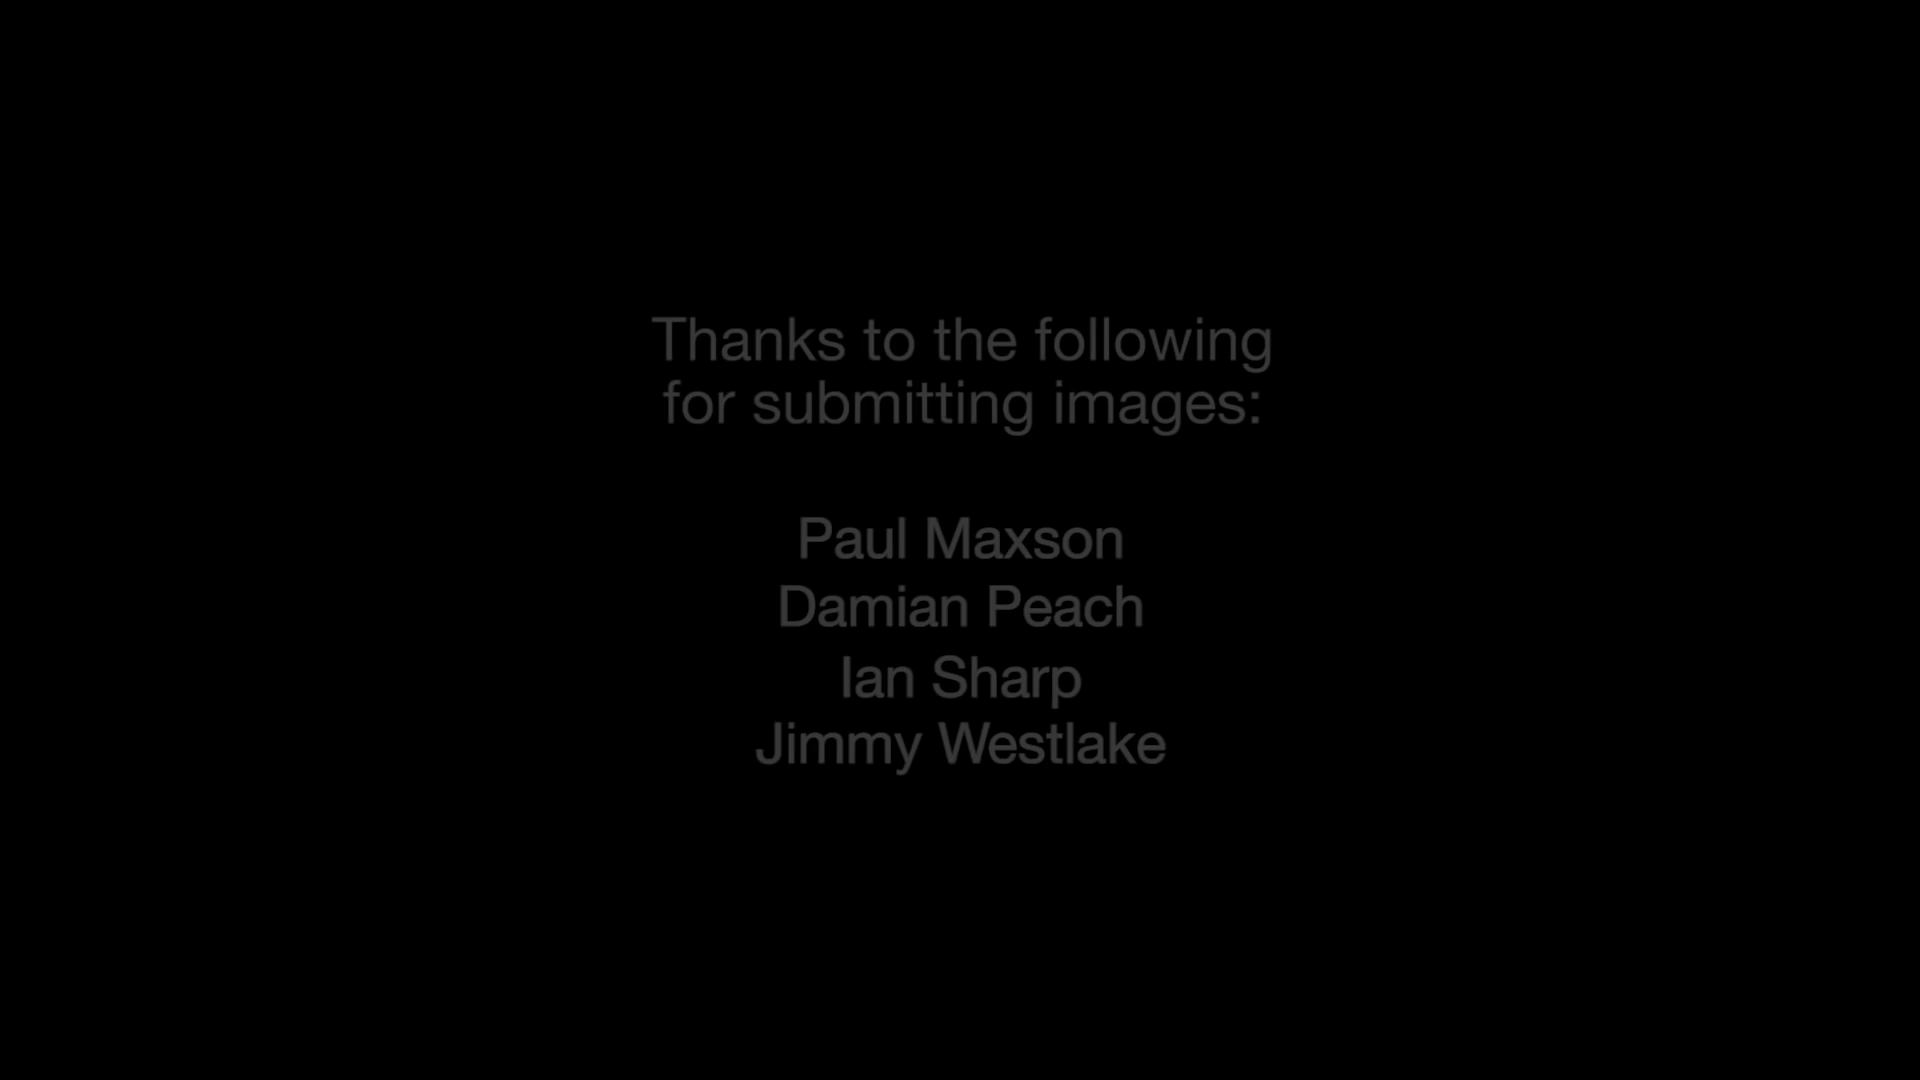 Thanks to the following
for submitting images:
Paul Maxson
Damian Peach
Ian Sharp
Jimmy Westlake